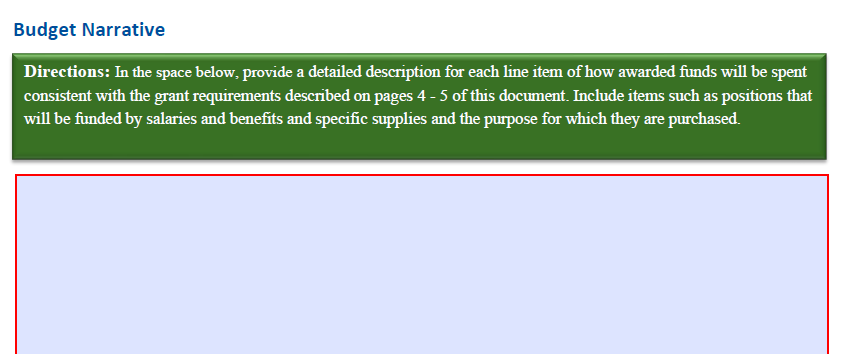 Budget Narrative
Directions: In the space below, provide a detailed description for each line item of how awarded funds will be spent
consistent with the grant requirements described on pages 4 - 5 of this document. Include items such as positions that
will be funded by salaries and benefits and specific supplies and the purpose for which they are purchased.